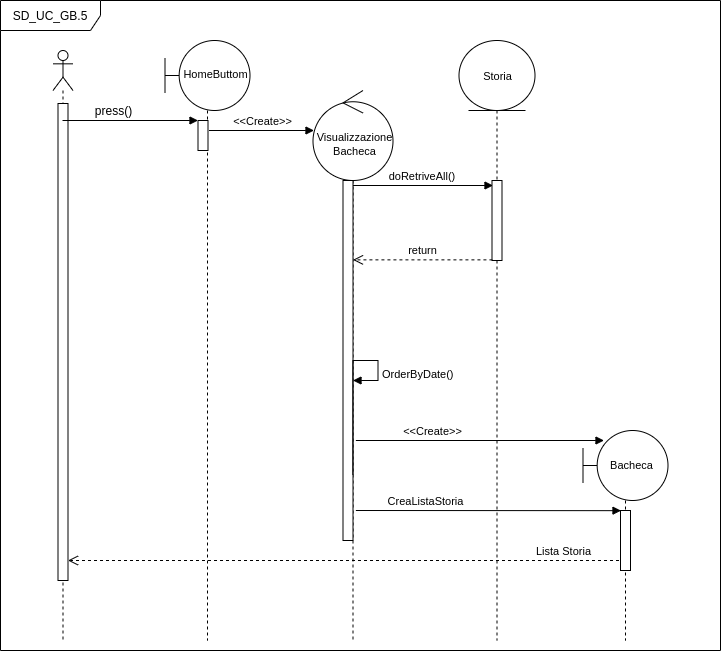 SD_UC_GB.5
HomeButtom
Storia
press()
<<Create>>
Visualizzazione
Bacheca
doRetriveAll()
return
OrderByDate()
<<Create>>
Bacheca
CreaListaStoria
Lista Storia